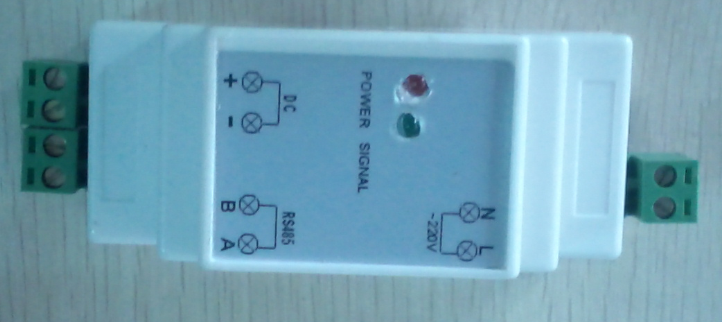 + -
DC
B A
RS485
POWER SIGNAL
N L
~220V